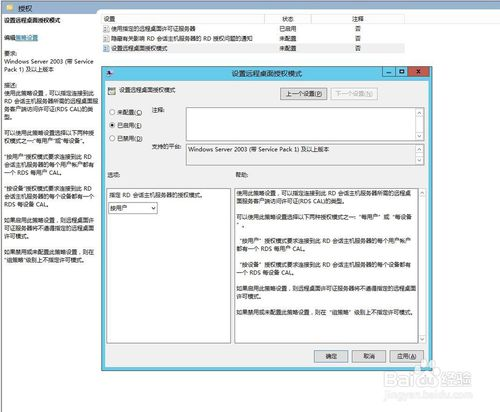 授权
设置远程桌面授权模式
编辑策略设置
要求:
Windows Server 2003 (带 Service
Pack 1) 及以上版本
描述:
使用此策略设置，可以指定连接到此
RD 会话主机服务器所需的远程桌面服
务客户端访问许可证(RDS CAL)的类
型。
可以使用此策略设置选择以下两种授
权模式之一:“每用户”或“每设备”。
“按用户”授权模式要求连接到此 RD
会话主机服务器的每个用户帐户都有
一个 RDS 每用户 CAL。
“按设备”授权模式要求连接到此 RD
会话主机服务器的每个设备都有一个
RDS 每设备 CAL。
如果启用此策略设置，则远程桌面许
可证服务器将不遵循指定的远程桌面
许可模式。
如果禁用或未配置此策略设置，则在
“组策略”级别上不指定许可模式。
设置 状态 注释
使用指定的远程桌面许可证服务器 已启用 否
隐藏有关影响 RD 会话主机服务器的 RD 授权问题的通知 未配置 否
设置远程桌面授权模式 未配置 否
设置远程桌面授权模式
设置远程桌面授权模式
上一个设置(P) 下一个设置(N)
未配置(C) 注释:
已启用(E)
已禁用(D)
支持的平台: Windows Server 2003 (带 Service Pack 1) 及以上版本
选项: 帮助:
指定 RD 会话主机服务器的授权模式。
按用户
使用此策略设置，可以指定连接到此 RD 会话主机服务器所需的远程桌
面服务客户端访问许可证(RDS CAL)的类型。
可以使用此策略设置选择以下两种授权模式之一:“每用户”或“每设备
”。
“按用户”授权模式要求连接到此 RD 会话主机服务器的每个用户帐户
都有一个 RDS 每用户 CAL。
“按设备”授权模式要求连接到此 RD 会话主机服务器的每个设备都有
一个 RDS 每设备 CAL。
如果启用此策略设置，则远程桌面许可证服务器将不遵循指定的远程桌面
许可模式。
如果禁用或未配置此策略设置，则在“组策略”级别上不指定许可模式。
确定 取消 应用(A)
Baidu经验
jingyan.baidu.com